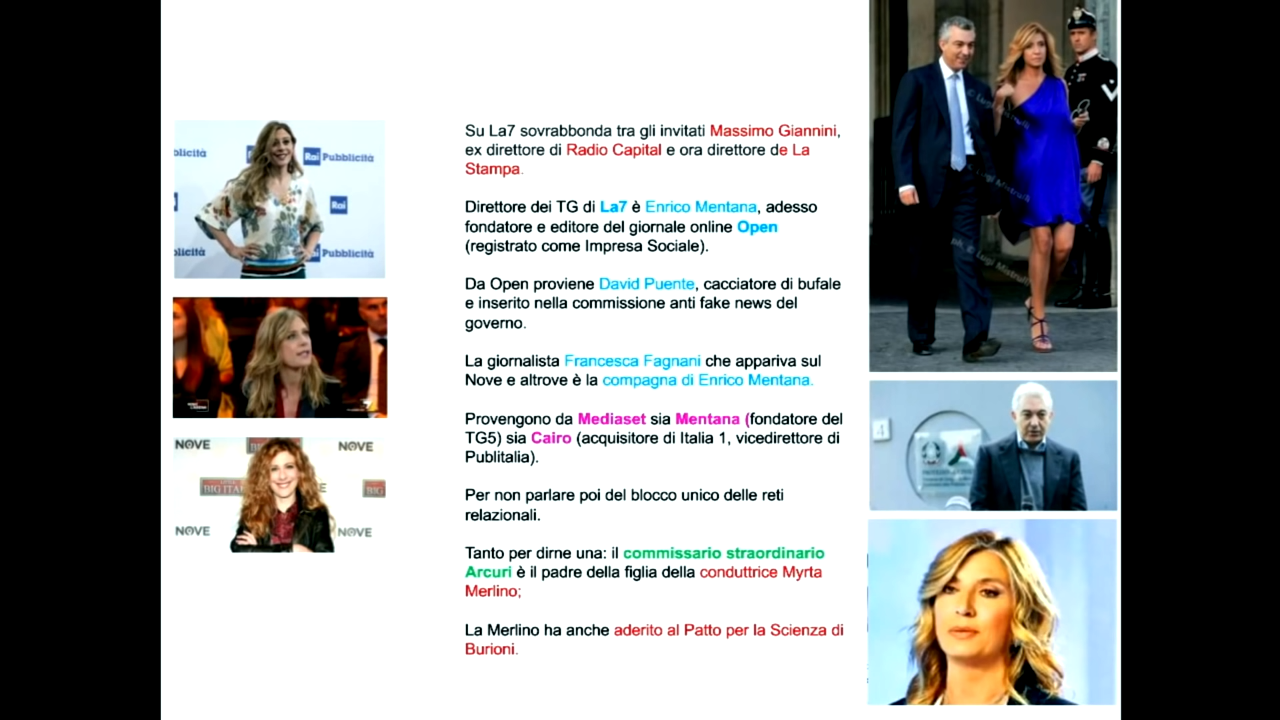 Su La7 sovrabbonda tra gli invitati Massimo Giannini,
ex direttore di Radio Capital e ora direttore de La
Stampa.
Direttore dei TG di La7 è Enrico Mentana, adesso
fondatore e editore del giornale online Open
(registrato come Impresa Sociale).
Da Open proviene David Puente, cacciatore di bufale
e inserito nella commissione anti fake news del
governo.
La giornalista Francesca Fagnani che appariva sul
Nove e altrove è la compagna di Enrico Mentana.
Provengono da Mediaset sia Mentana (fondatore del
TG5) sia Cairo (acquisitore di Italia 1, vicedirettore di
Publitalia).
Per non parlare poi del blocco unico delle reti
relazionali.
Tanto per dirne una: il commissario straordinario
Arcuri è il padre della figlia della conduttrice Myrta
Merlino;
La Merlino ha anche aderito al Patto per la Scienza di
Burioni.
blicità
Rai Pubblicità
Rai
blicità
Pubblicità
NOVE
NOVE
BIG
NOVE
NOVE
4